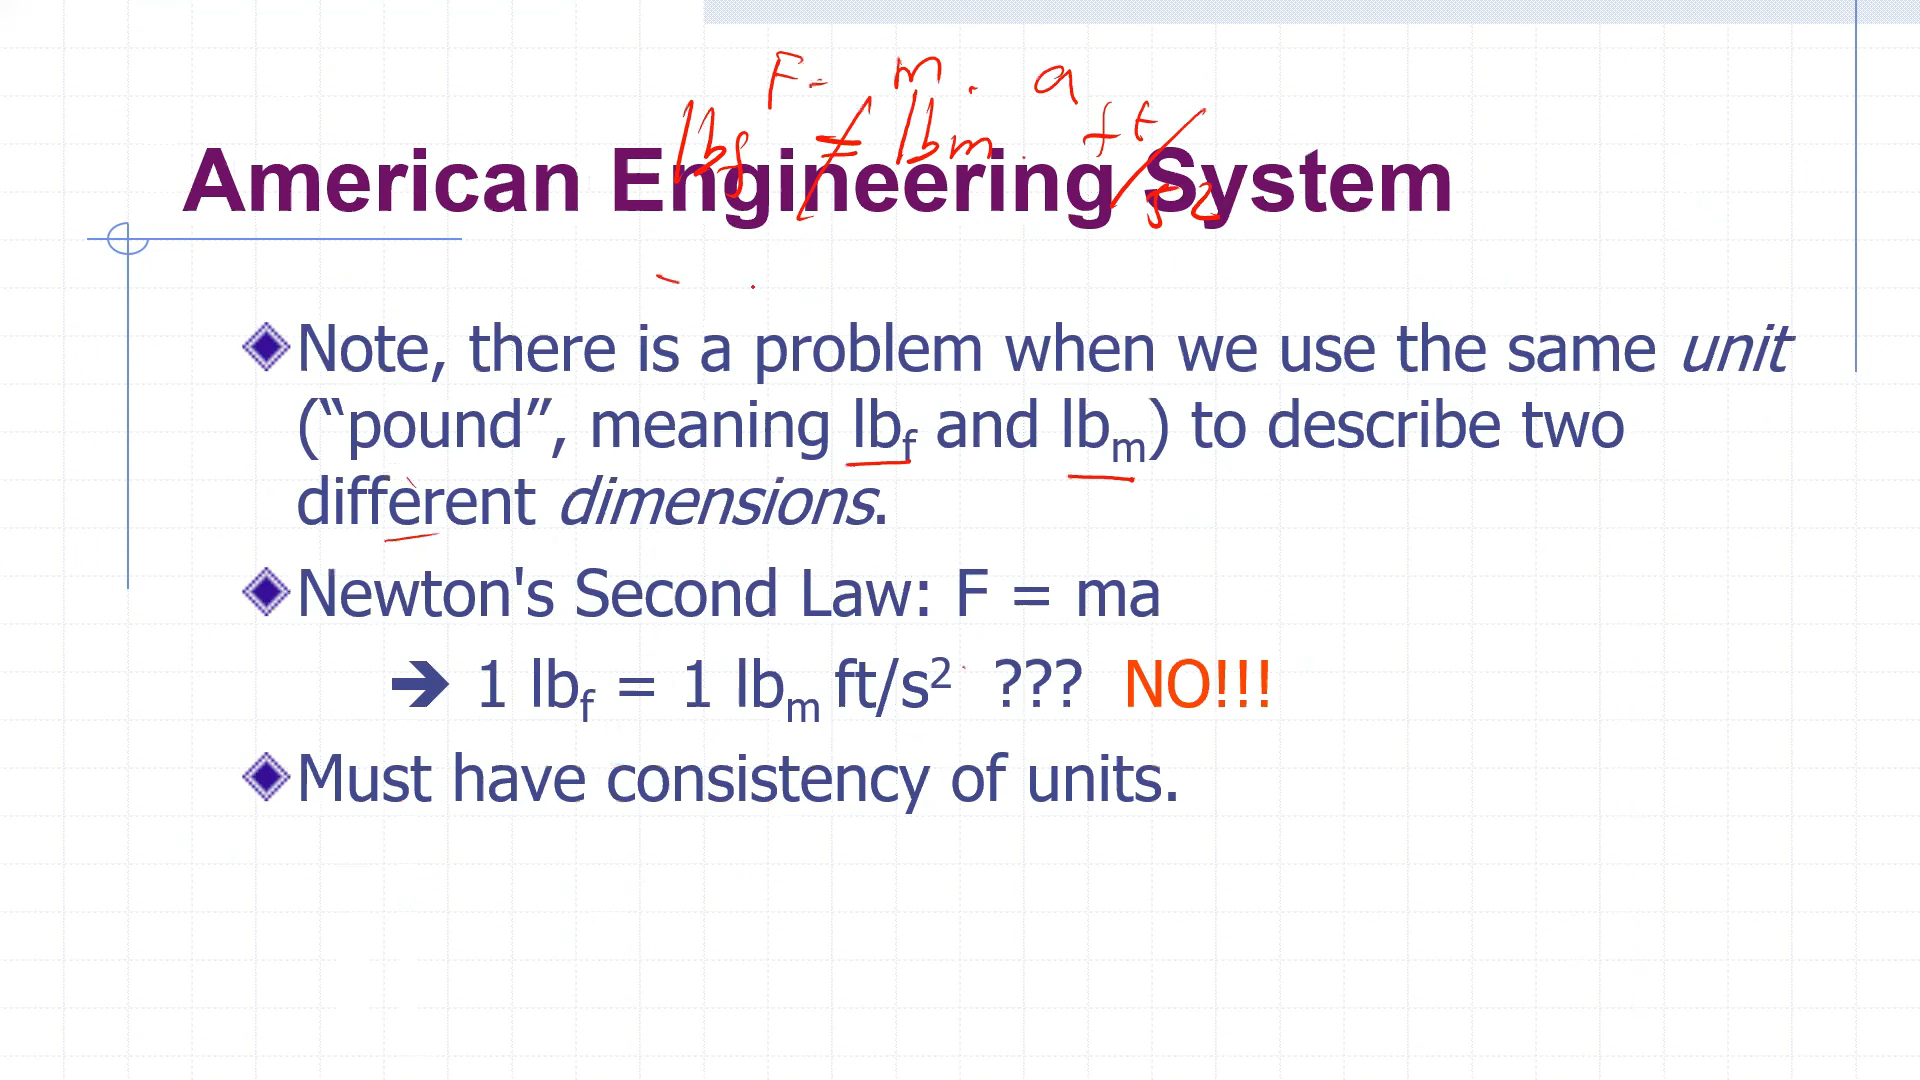 F = m . a
lbf ≠ lbm . ft/s2
American Engineering System
Note, there is a problem when we use the same unit
(“pound”, meaning lbf and lbm) to describe two
different dimensions.
Newton's Second Law: F = ma
➔ 1 lbf = 1 lbm ft/s² ??? NO!!!
Must have consistency of units.